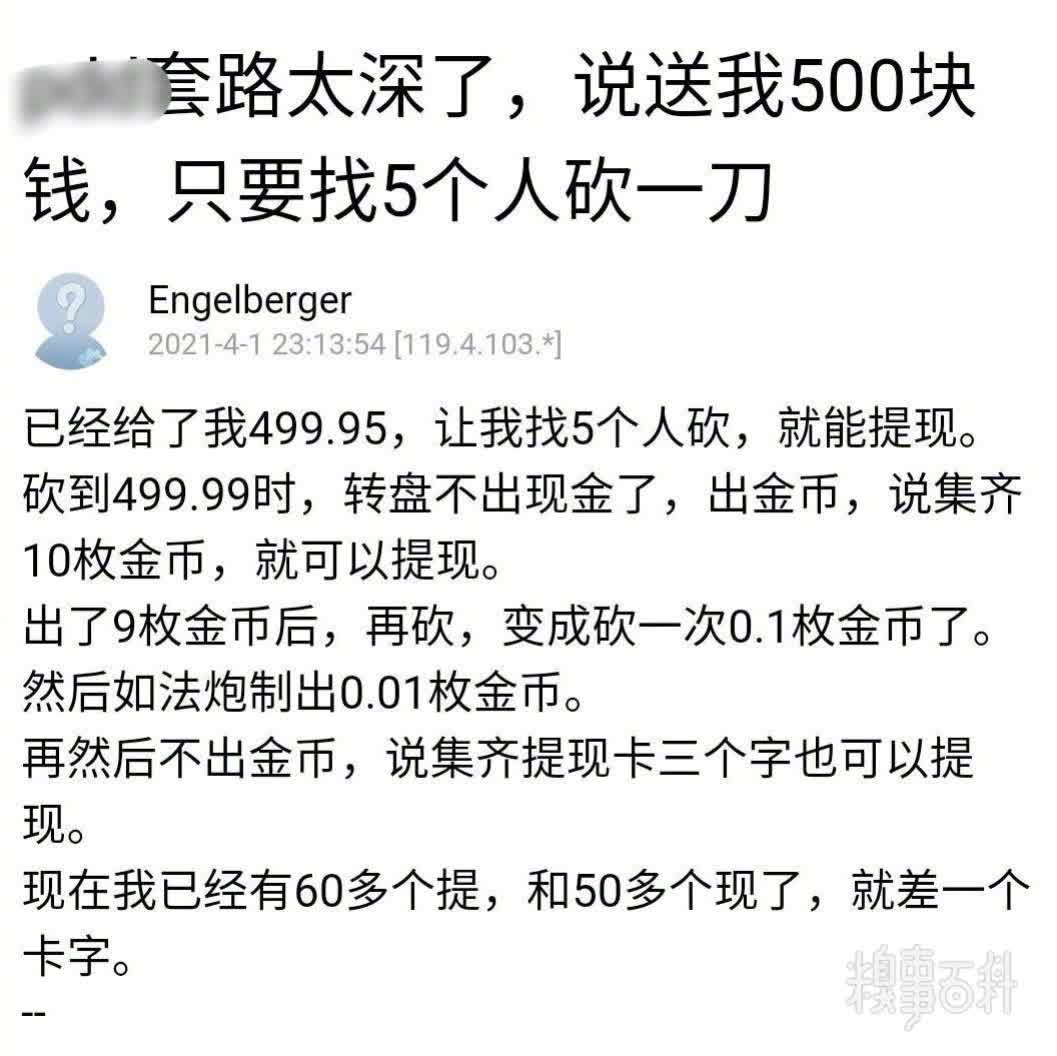 套路太深了，说送我500块
钱，只要找5个人砍一刀
Engelberger
2021-4-1 23:13:54 [119.4.103.*]
已经给了我499.95，让我找5个人砍，就能提现。
砍到499.99时，转盘不出现金了，出金币，说集齐
10枚金币，就可以提现。
出了9枚金币后，再砍，变成砍一次0.1枚金币了。
然后如法炮制出0.01枚金币。
再然后不出金币，说集齐提现卡三个字也可以提
现。
现在我已经有60多个提，和50多个现了，就差一个
卡字。
--
糗事百科